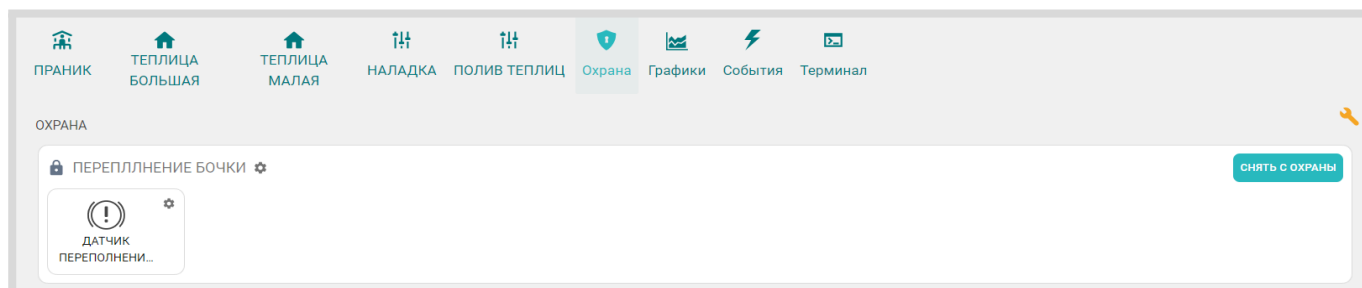 ПРАНИК
ТЕПЛИЦА
БОЛЬШАЯ
ТЕПЛИЦА
МАЛАЯ
НАЛАДКА
ПОЛИВ ТЕПЛИЦ
Охрана
Графики
События
Терминал
ОХРАНА
ПЕРЕПЛЛНЕНИЕ БОЧКИ
СНЯТЬ С ОХРАНЫ
ДАТЧИК
ПЕРЕПОЛНЕНИ...